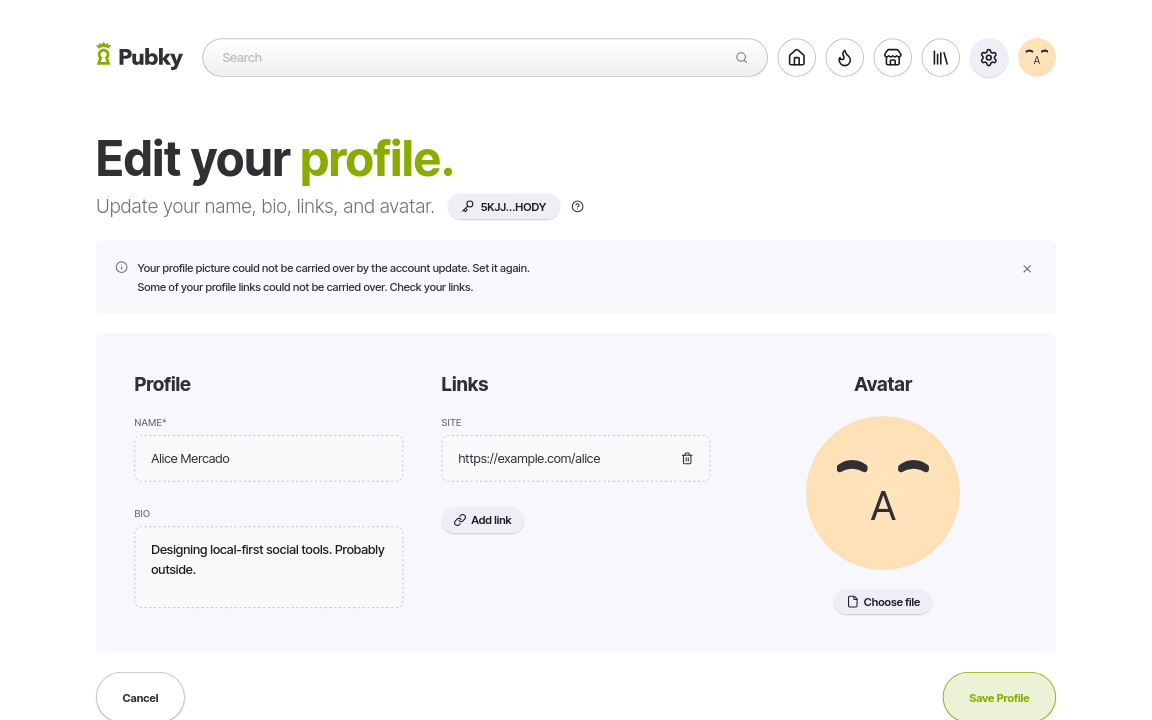 Pubky
Search
A
Edit your profile.
Update your name, bio, links, and avatar.
5KJJ...HODY
Your profile picture could not be carried over by the account update. Set it again.
Some of your profile links could not be carried over. Check your links.
Profile
NAME*
Alice Mercado
BIO
Designing local-first social tools. Probably
outside.
Links
SITE
https://example.com/alice
Add link
Avatar
A
Choose file
Cancel
Save Profile